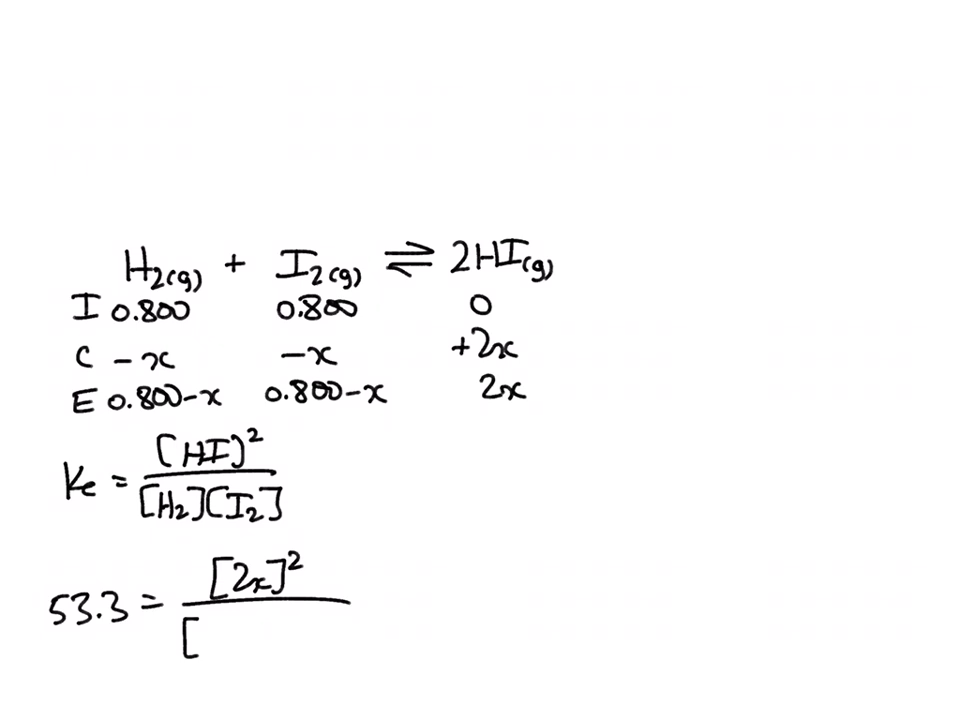 H₂(g) + I₂(g) ⇌ 2HI(g)
I 0.800 0.800 0
C -x -x +2x
E 0.800-x 0.800-x 2x
Kc = [HI]² / [H₂][I₂]
53.3 = [2x]² / [